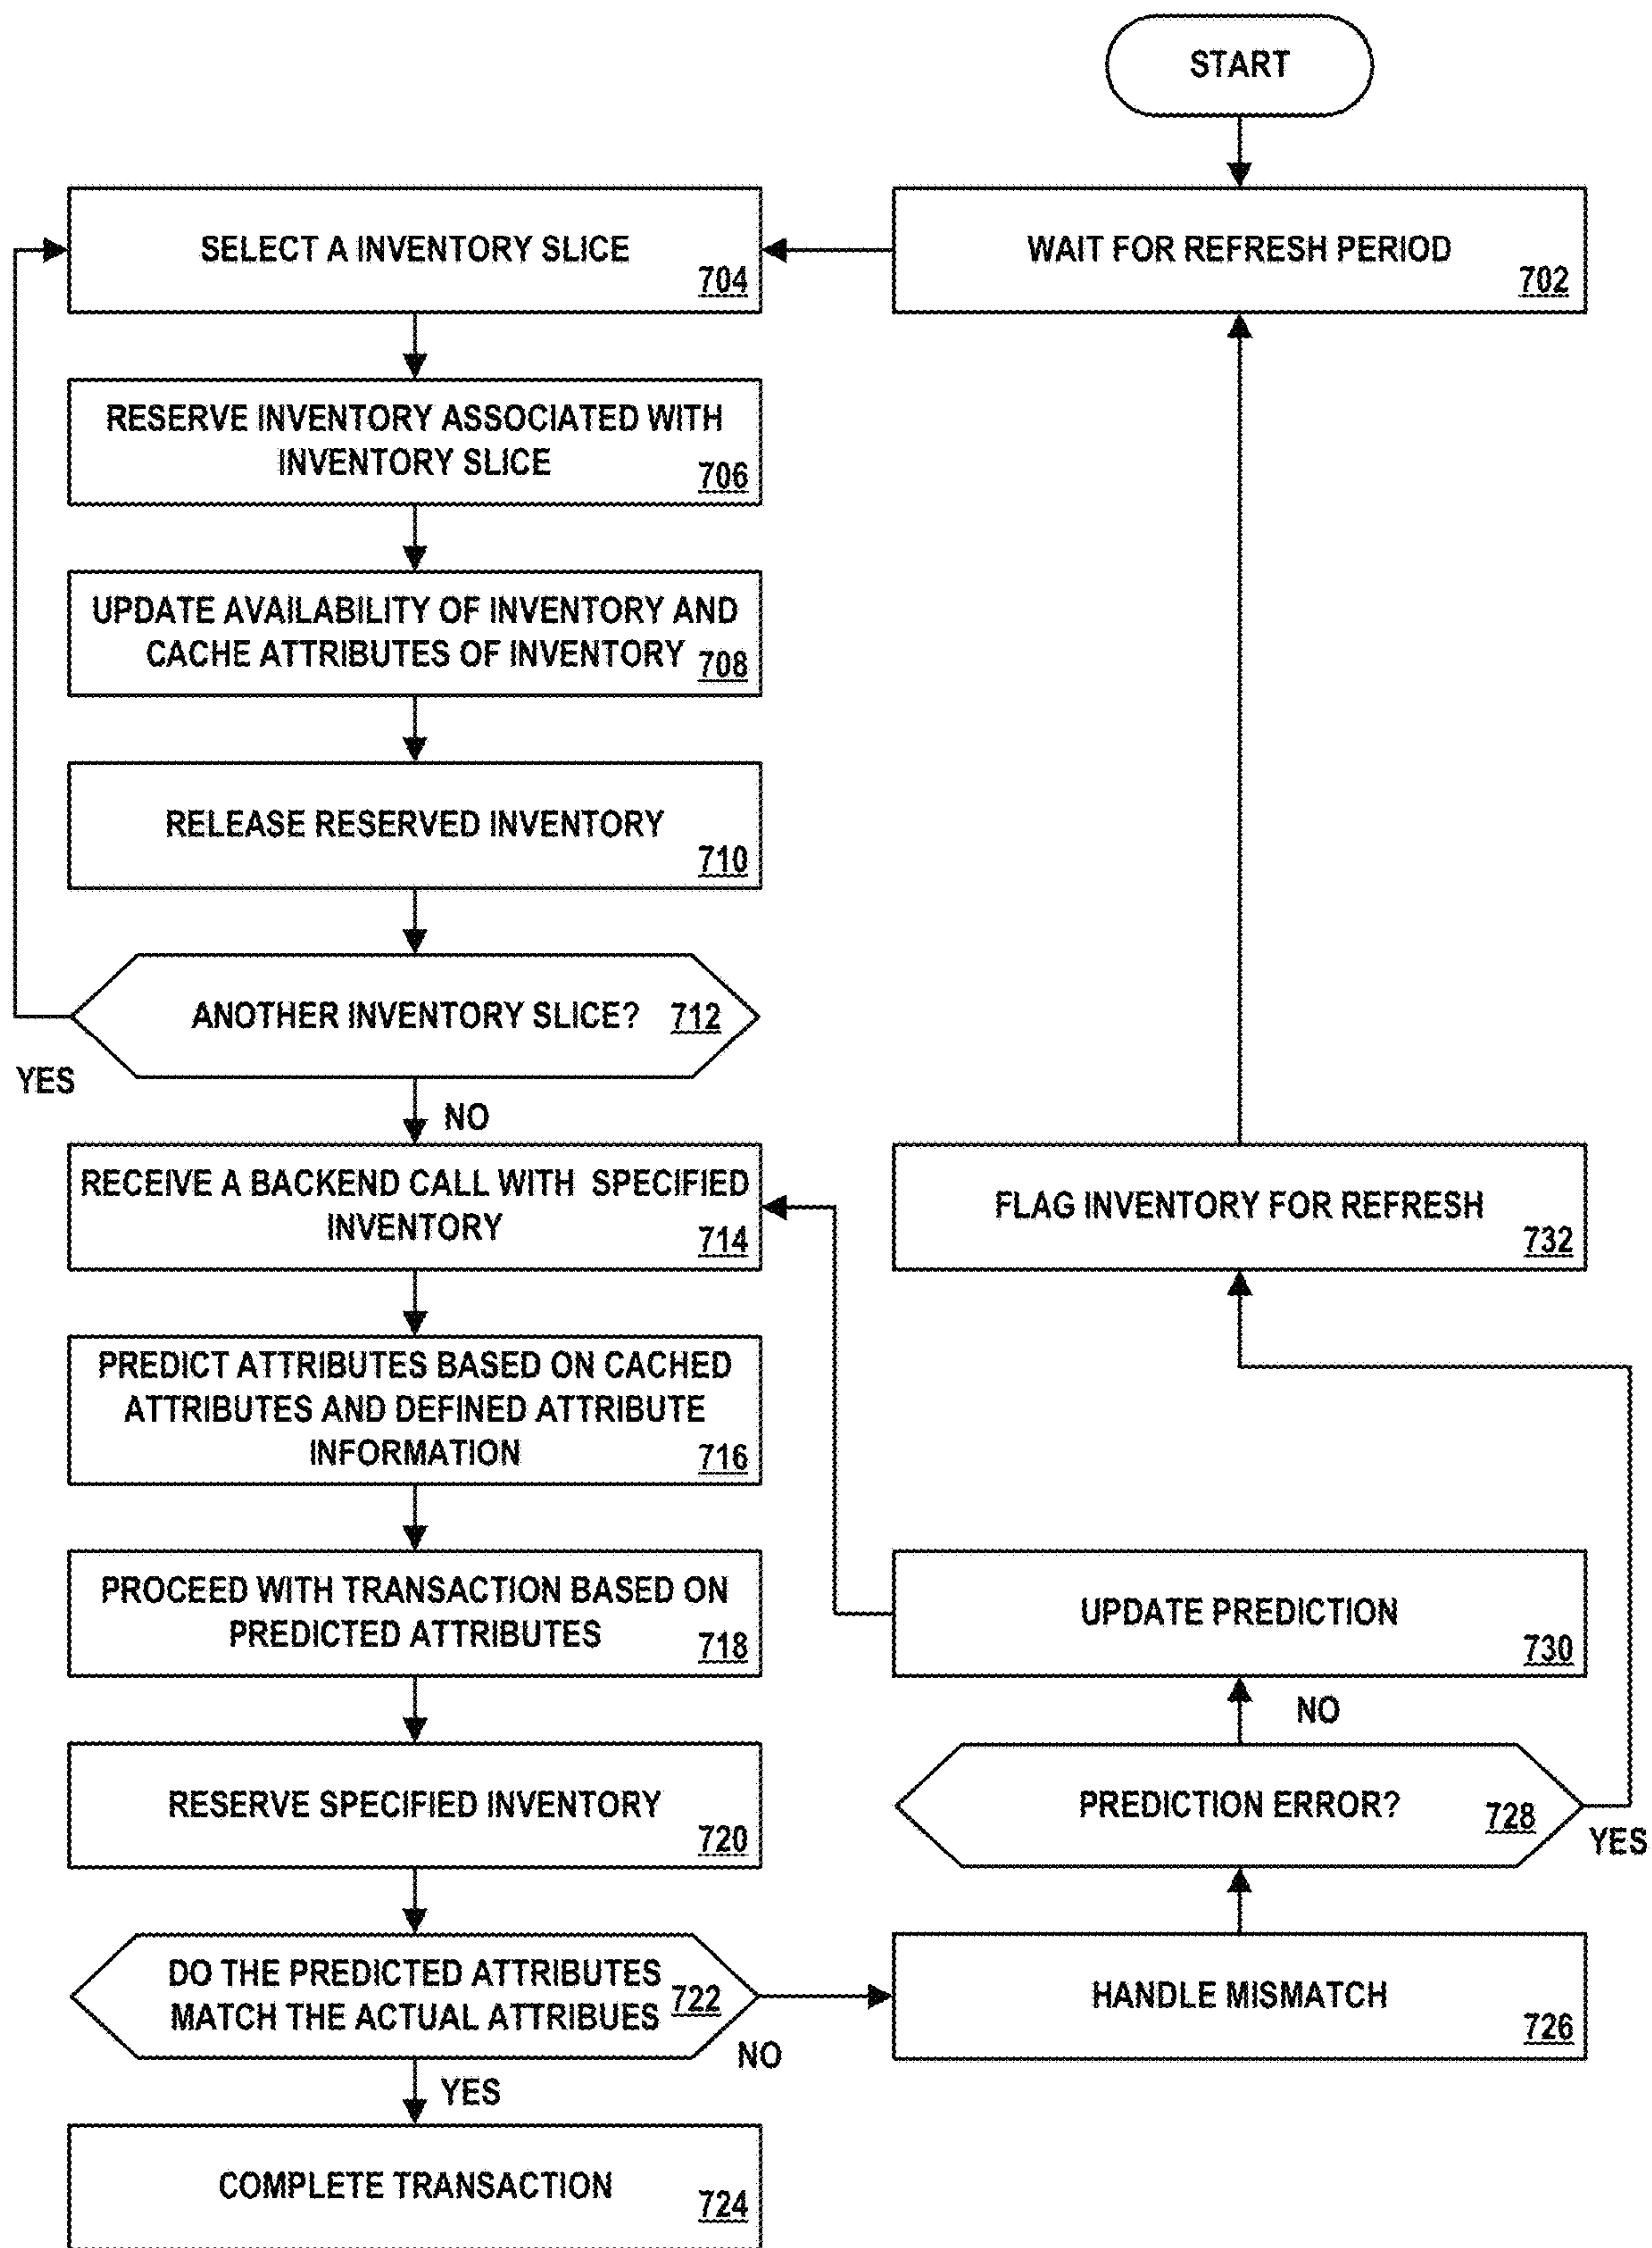 START
WAIT FOR REFRESH PERIOD
702
SELECT A INVENTORY SLICE
704
RESERVE INVENTORY ASSOCIATED WITH
INVENTORY SLICE
706
UPDATE AVAILABILITY OF INVENTORY AND
CACHE ATTRIBUTES OF INVENTORY
708
RELEASE RESERVED INVENTORY
710
ANOTHER INVENTORY SLICE? 712
YES
NO
RECEIVE A BACKEND CALL WITH SPECIFIED
INVENTORY
714
PREDICT ATTRIBUTES BASED ON CACHED
ATTRIBUTES AND DEFINED ATTRIBUTE
INFORMATION
716
PROCEED WITH TRANSACTION BASED ON
PREDICTED ATTRIBUTES
718
RESERVE SPECIFIED INVENTORY
720
DO THE PREDICTED ATTRIBUTES
MATCH THE ACTUAL ATTRIBUES
722
NO
YES
COMPLETE TRANSACTION
724
HANDLE MISMATCH
726
PREDICTION ERROR?
728
YES
NO
UPDATE PREDICTION
730
FLAG INVENTORY FOR REFRESH
732